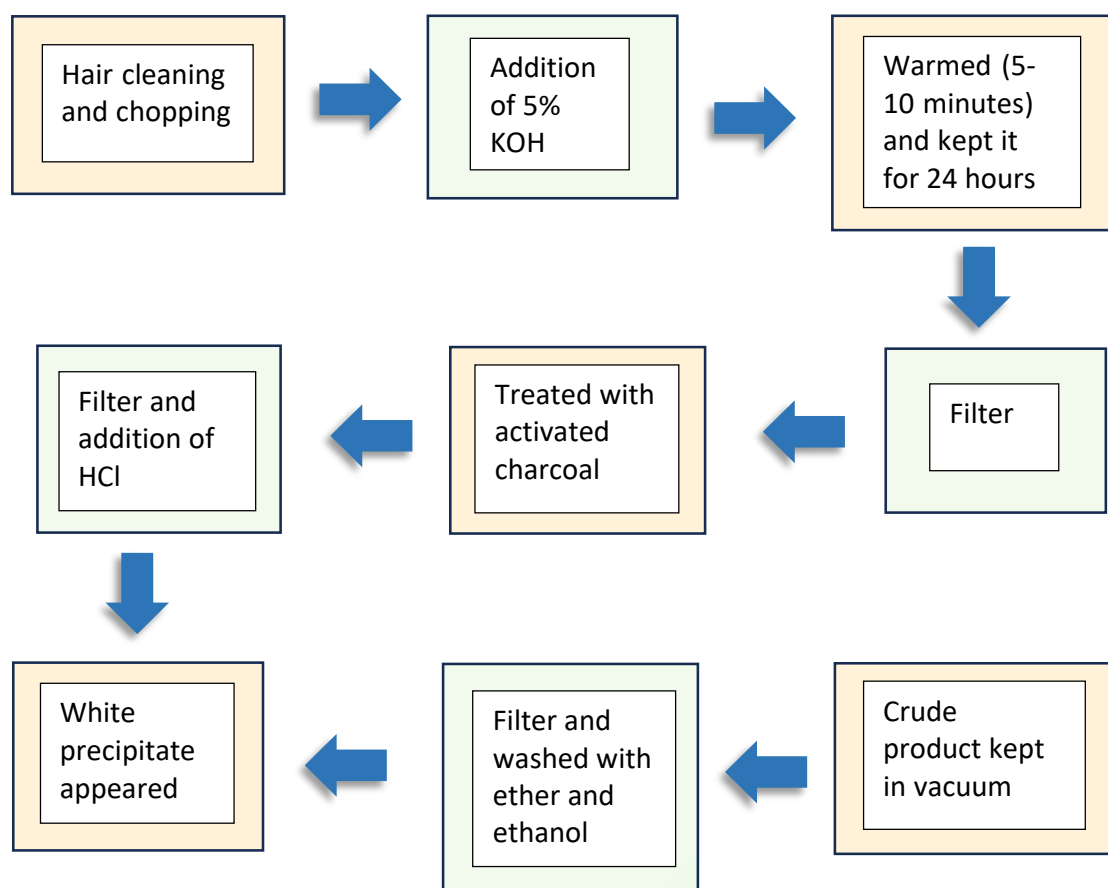 Hair cleaning
and chopping
Addition
of 5%
KOH
Warmed (5-
10 minutes)
and kept it
for 24 hours
Filter
Treated with
activated
charcoal
Filter and
addition of
HCl
White
precipitate
appeared
Filter and
washed with
ether and
ethanol
Crude
product kept
in vacuum